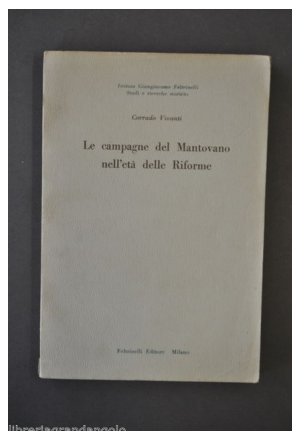 Istituto Giangiacomo Feltrinelli
Studi e ricerche storiche
Corrado Vivanti
Le campagne del Mantovano
nell'età delle Riforme
Feltrinelli Editore Milano
libreriagrandangolo